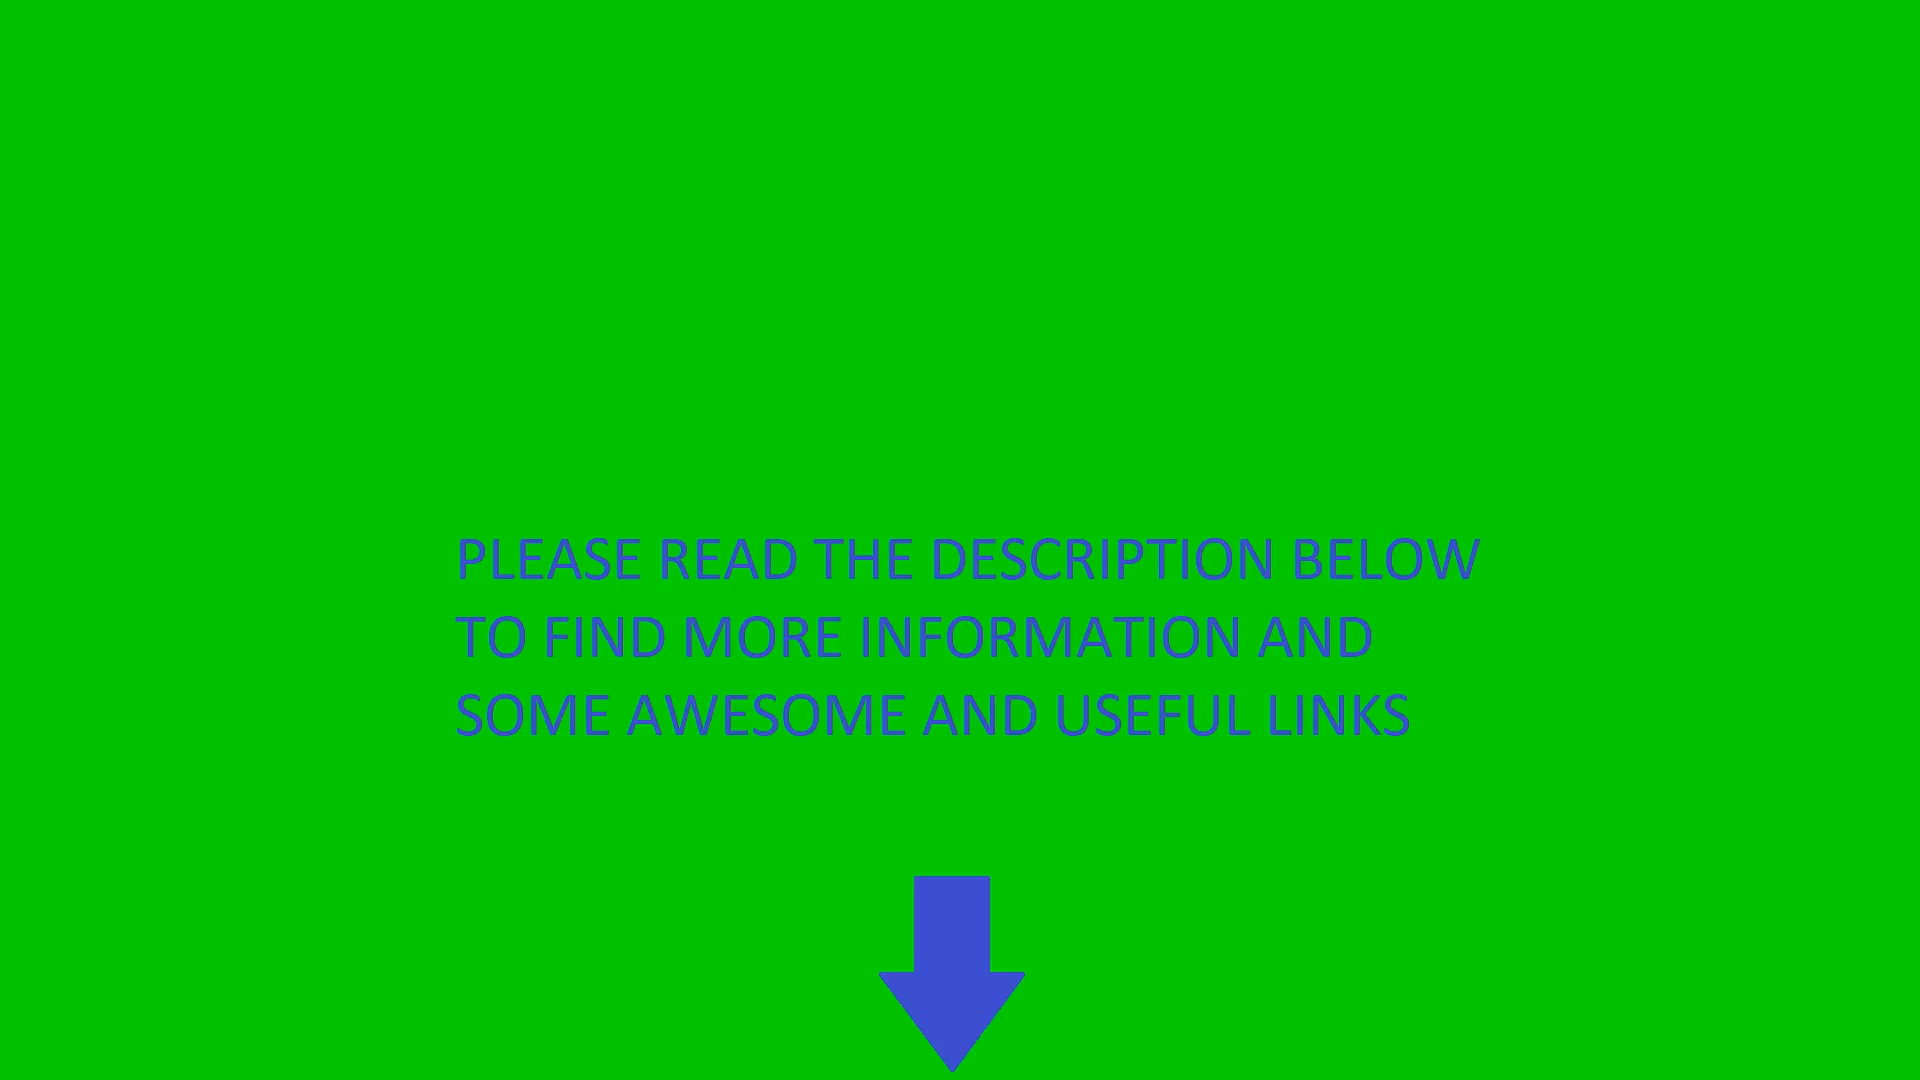 PLEASE READ THE DESCRIPTION BELOW
TO FIND MORE INFORMATION AND
SOME AWESOME AND USEFUL LINKS